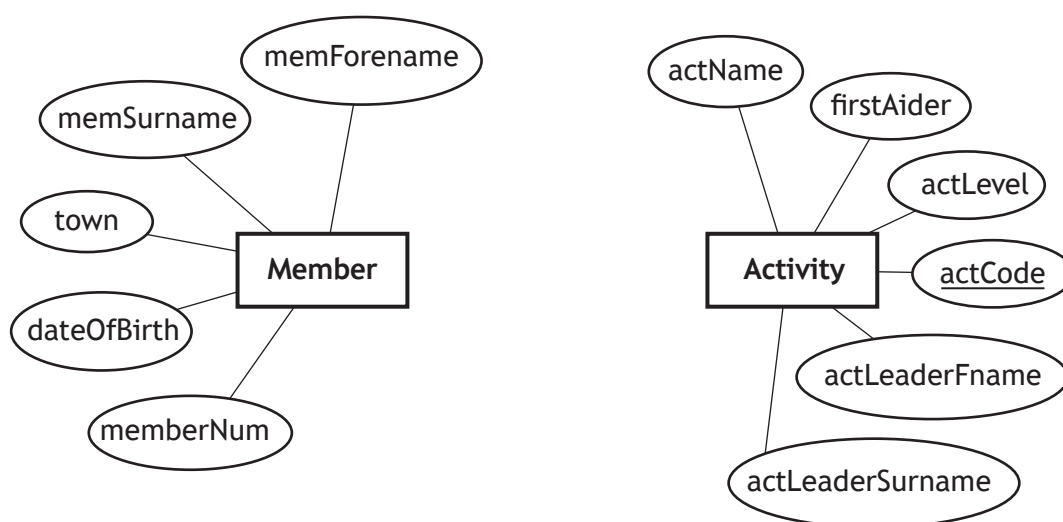 memForename
memSurname
town
Member
dateOfBirth
memberNum
actName
firstAider
actLevel
Activity
actCode
actLeaderFname
actLeaderSurname